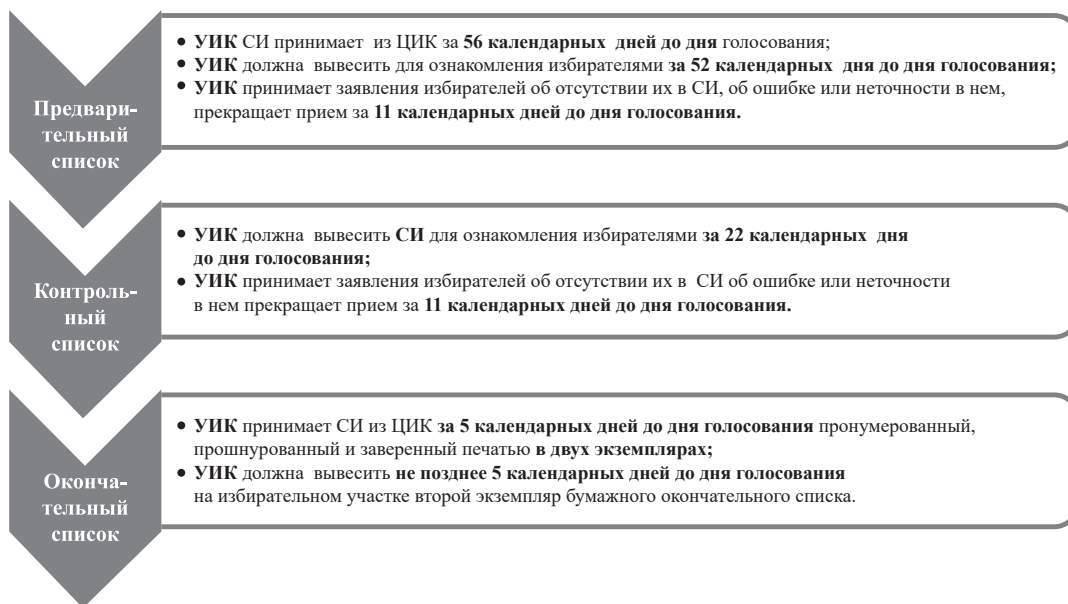 Предвари-
тельный
список
• УИК СИ принимает из ЦИК за 56 календарных дней до дня голосования;
• УИК должна вывесить для ознакомления избирателями за 52 календарных дня до дня голосования;
• УИК принимает заявления избирателей об отсутствии их в СИ, об ошибке или неточности в нем,
прекращает прием за 11 календарных дней до дня голосования.
Контроль-
ный
список
• УИК должна вывесить СИ для ознакомления избирателями за 22 календарных дня
до дня голосования;
• УИК принимает заявления избирателей об отсутствии их в СИ об ошибке или неточности
в нем прекращает прием за 11 календарных дней до дня голосования.
Оконча-
тельный
список
• УИК принимает СИ из ЦИК за 5 календарных дней до дня голосования пронумерованный,
прошнурованный и заверенный печатью в двух экземплярах;
• УИК должна вывесить не позднее 5 календарных дней до дня голосования
на избирательном участке второй экземпляр бумажного окончательного списка.